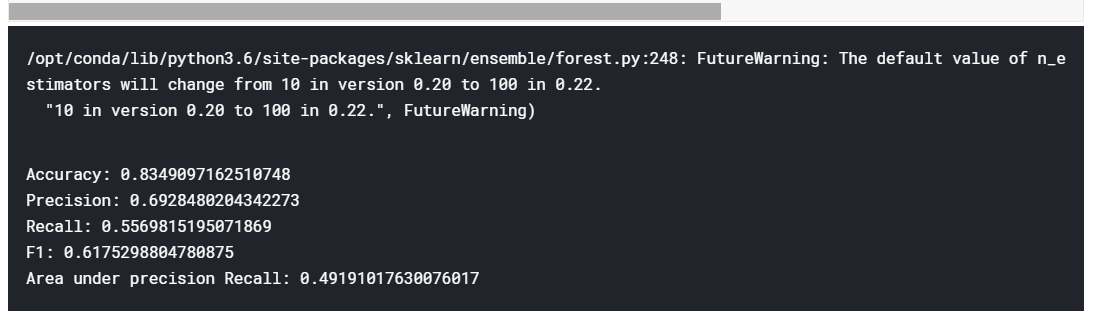 /opt/conda/lib/python3.6/site-packages/sklearn/ensemble/forest.py:248: FutureWarning: The default value of n_e
stimators will change from 10 in version 0.20 to 100 in 0.22.
  "10 in version 0.20 to 100 in 0.22.", FutureWarning)
Accuracy: 0.8349097162510748
Precision: 0.6928480204342273
Recall: 0.5569815195071869
F1: 0.6175298804780875
Area under precision Recall: 0.49191017630076017